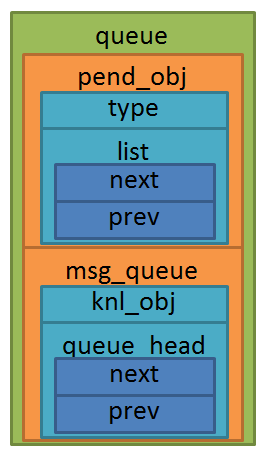 queue
pend_obj
type
list
next
prev
msg_queue
knl_obj
queue_head
next
prev